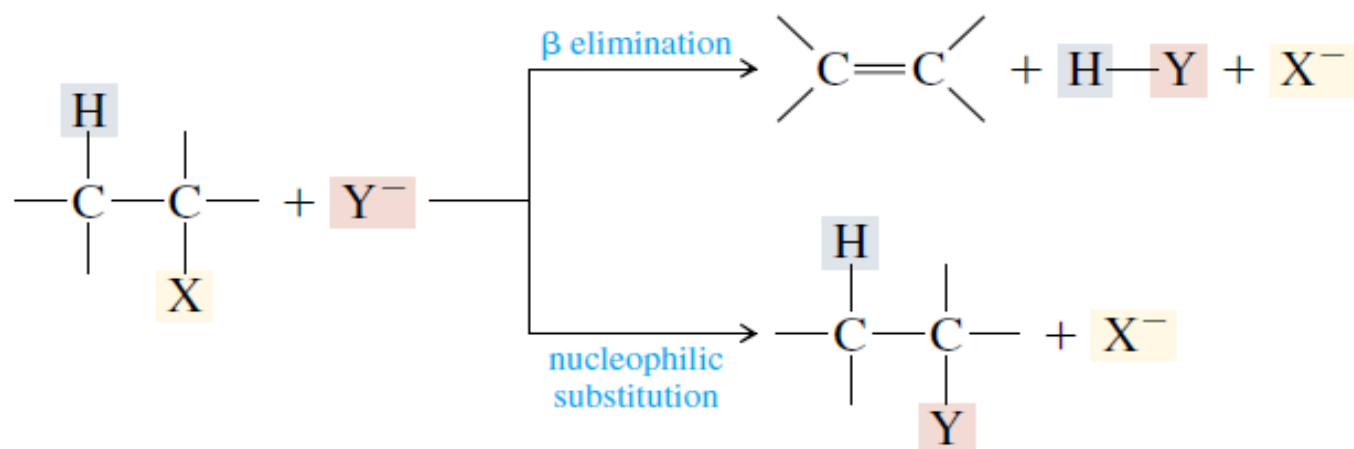 β elimination
C=C + H—Y + X⁻
H
—C—C— + Y⁻
X
H
—C—C— + X⁻
nucleophilic
substitution
Y